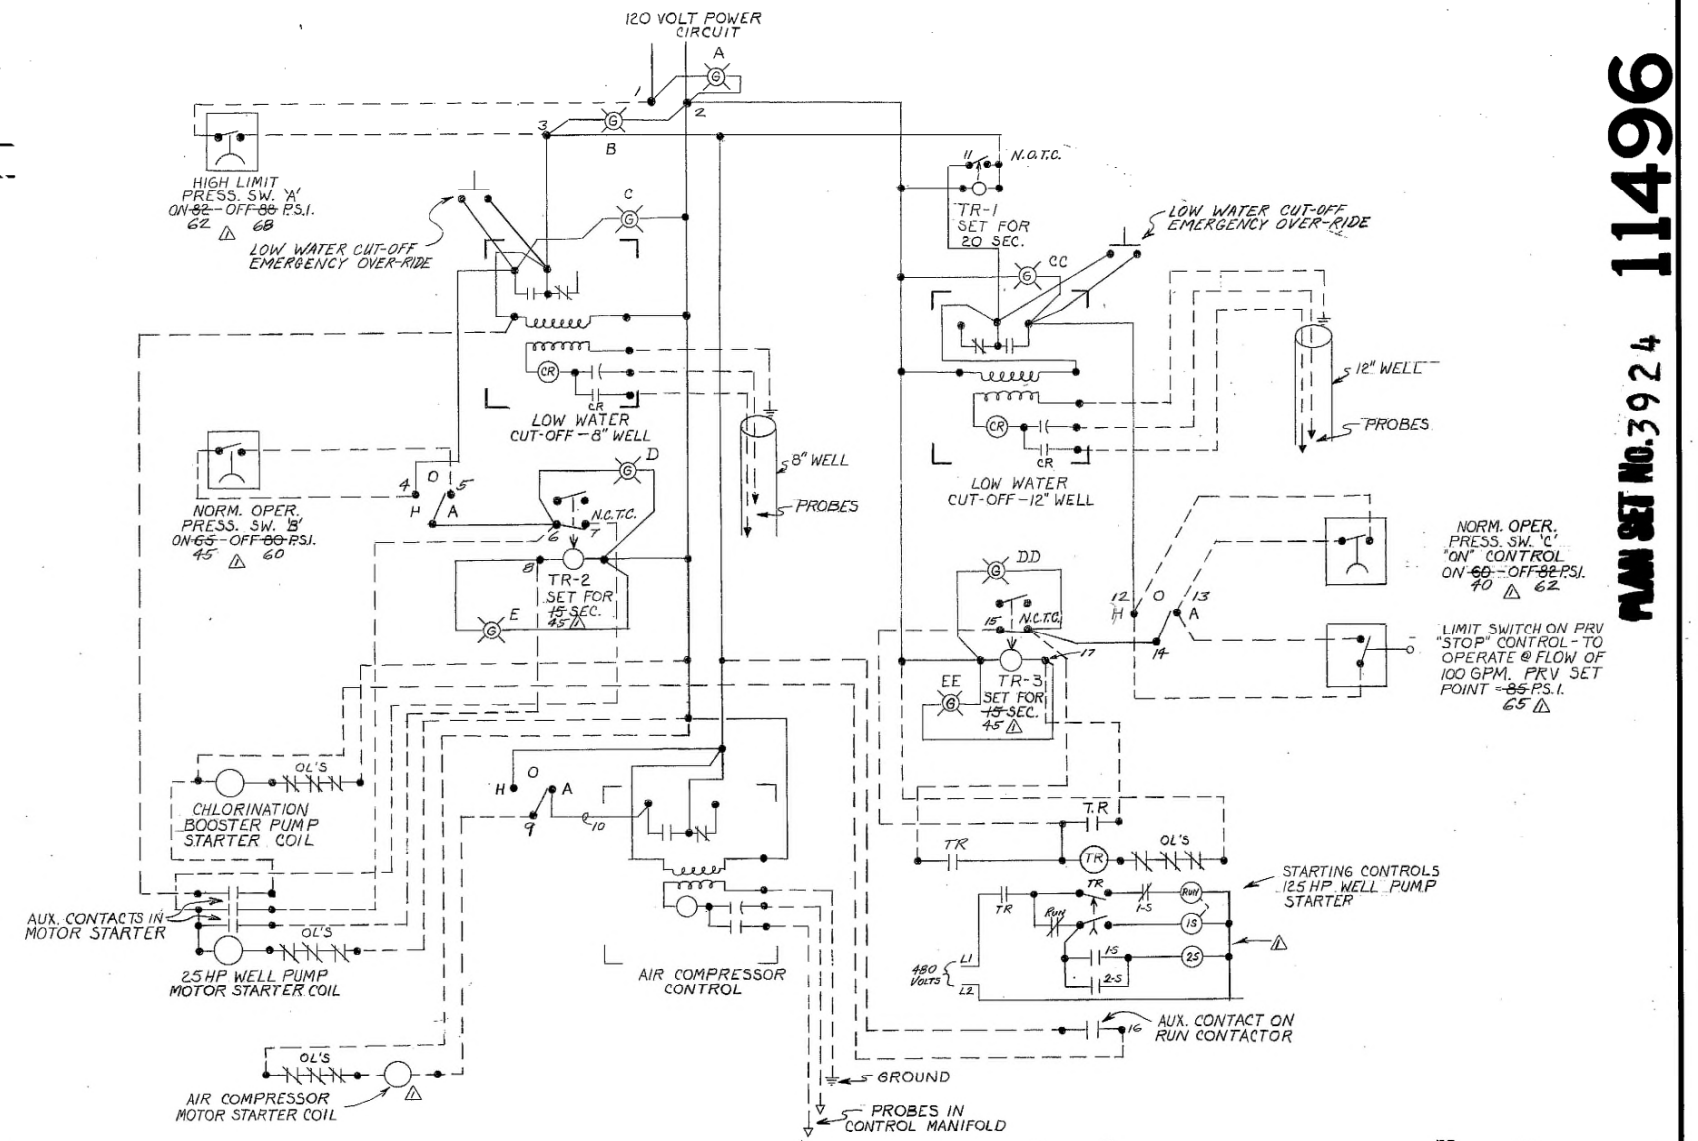 120 VOLT POWER
CIRCUIT
A
1
2
3
B
HIGH LIMIT
PRESS. SW. 'A'
ON 82 - OFF 88 P.S.I.
62 1 68
C
LOW WATER CUT-OFF
EMERGENCY OVER-RIDE
11
N.O.T.C.
TR-1
SET FOR
20 SEC.
LOW WATER CUT-OFF
EMERGENCY OVER-RIDE
CC
CR
CR
LOW WATER
CUT-OFF-8" WELL
8" WELL
PROBES
12" WELL
PROBES
CR
CR
LOW WATER
CUT-OFF-12" WELL
NORM. OPER.
PRESS. SW. 'B'
ON 65 - OFF 80 P.S.I.
45 1 60
4
O
5
H
A
D
N.C.T.C.
6
7
8
TR-2
SET FOR
15 SEC.
45 1
E
NORM. OPER.
PRESS. SW. 'C'
"ON" CONTROL
ON 60 - OFF 82 P.S.I.
40 1 62
12
O
13
H
A
14
LIMIT SWITCH ON PRV
"STOP" CONTROL - TO
OPERATE @ FLOW OF
100 GPM. PRV SET
POINT = 85 P.S.I.
65 1
DD
15
N.C.T.C.
17
TR-3
SET FOR
15 SEC.
45 1
EE
OL'S
CHLORINATION
BOOSTER PUMP
STARTER COIL
H
O
A
9
10
AUX. CONTACTS IN
MOTOR STARTER
OL'S
25 HP WELL PUMP
MOTOR STARTER COIL
AIR COMPRESSOR
CONTROL
T.R
TR
TR
OL'S
STARTING CONTROLS
125 HP WELL PUMP
STARTER
TR
TR
1-S
RUN
RUN
1S
1-S
2S
2-S
1
480
VOLTS
L1
L2
16
AUX. CONTACT ON
RUN CONTACTOR
OL'S
AIR COMPRESSOR
MOTOR STARTER COIL
1
GROUND
PROBES IN
CONTROL MANIFOLD
11496
PLAN SET No. 3924